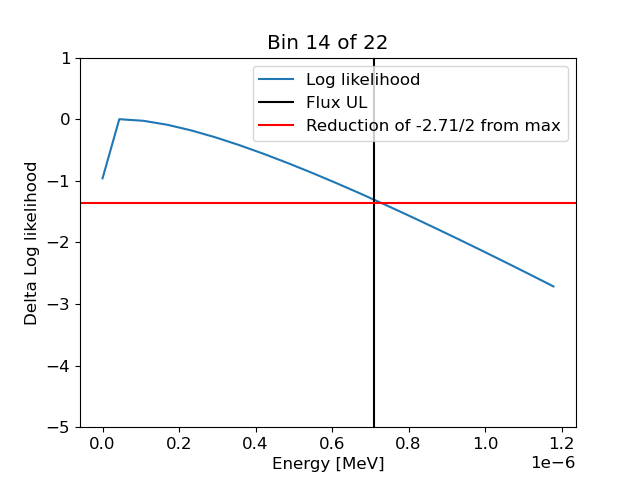 Bin 14 of 22
Log likelihood
Flux UL
Reduction of -2.71/2 from max
Delta Log likelihood
1
0
−1
−2
−3
−4
−5
0.0 0.2 0.4 0.6 0.8 1.0 1.2
1e−6
Energy [MeV]